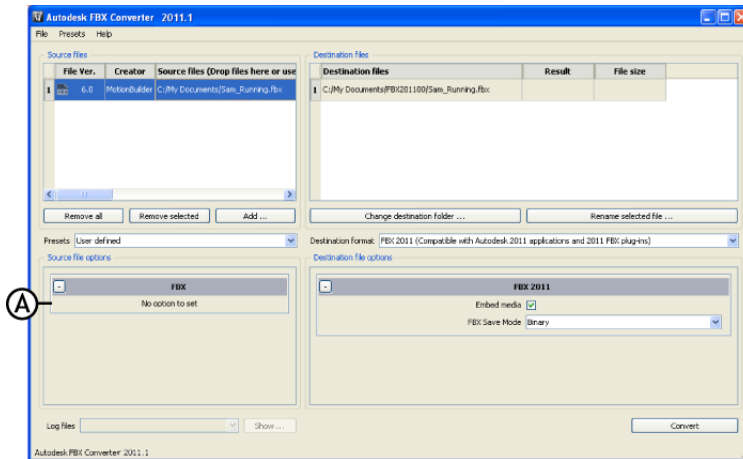 Autodesk FBX Converter 2011.1
File Presets Help
Source files
File Ver. Creator Source files (Drop files here or use
1 6.0 MotionBuilder C:/My Documents/Sam_Running.fbx
Remove all Remove selected Add ...
Destination files
Destination files Result File size
1 C:/My Documents/FBX201100/Sam_Running.fbx
Change destination folder ... Rename selected file ...
Presets User defined
Destination format: FBX 2011 (Compatible with Autodesk 2011 applications and 2011 FBX plug-ins)
Source file options
FBX
No option to set
A
Destination file options
FBX 2011
Embed media
FBX Save Mode Binary
Log files Show ...
Convert
Autodesk FBX Converter 2011.1